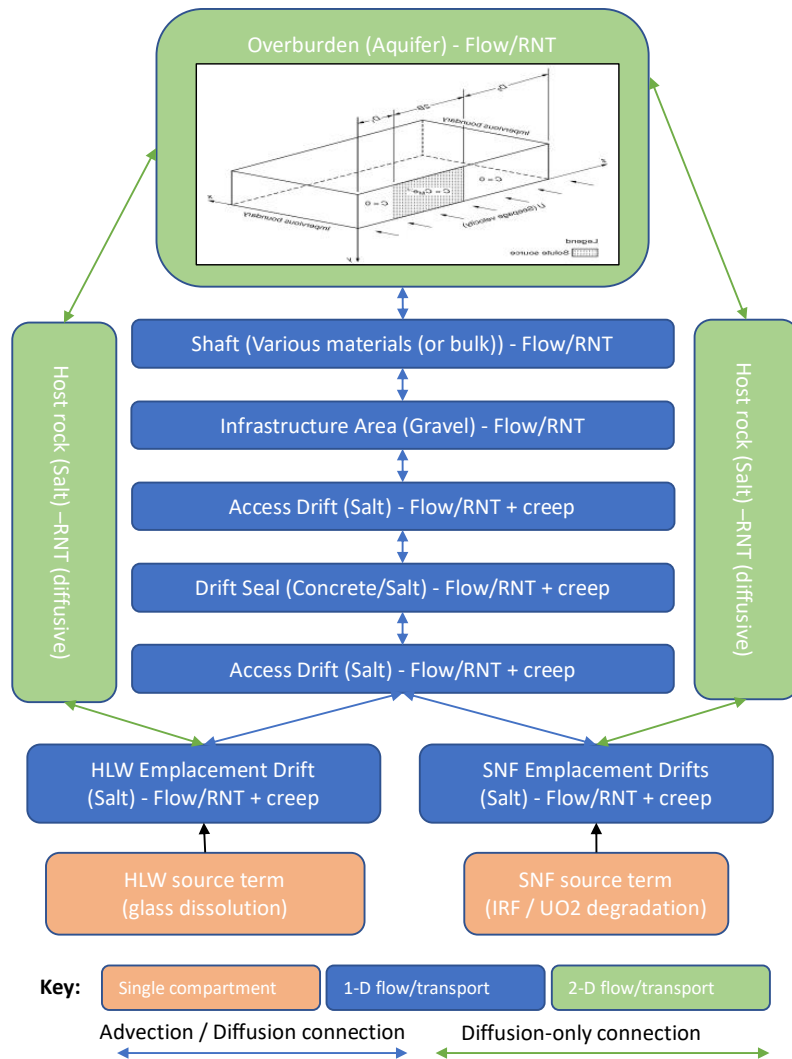 Overburden (Aquifer) - Flow/RNT
D₂
2B
D₁
Impervious boundary
x
C = 0
z
Impervious boundary
U (Seepage velocity)
y
Legend
Solute source
Shaft (Various materials (or bulk)) - Flow/RNT
Infrastructure Area (Gravel) - Flow/RNT
Access Drift (Salt) - Flow/RNT + creep
Drift Seal (Concrete/Salt) - Flow/RNT + creep
Access Drift (Salt) - Flow/RNT + creep
Host rock (Salt) –RNT
(diffusive)
Host rock (Salt) –RNT
(diffusive)
HLW Emplacement Drift
(Salt) - Flow/RNT + creep
SNF Emplacement Drifts
(Salt) - Flow/RNT + creep
HLW source term
(glass dissolution)
SNF source term
(IRF / UO2 degradation)
Key:
Single compartment
1-D flow/transport
2-D flow/transport
Advection / Diffusion connection
Diffusion-only connection